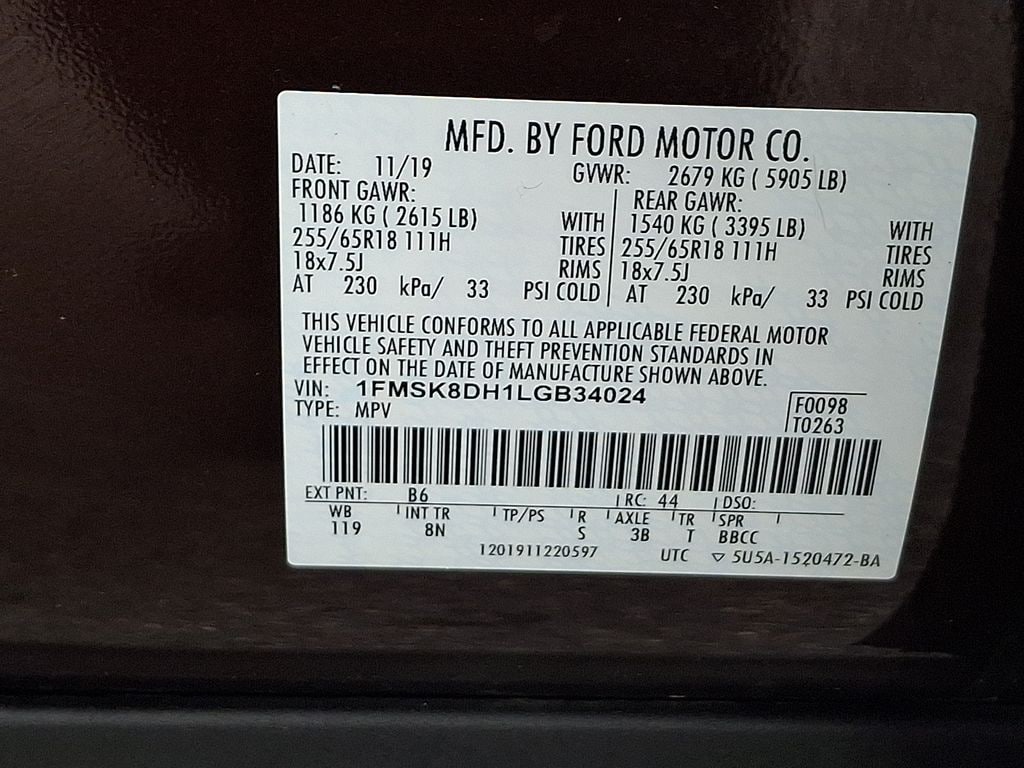 MFD. BY FORD MOTOR CO.
DATE: 11/19 GVWR: 2679 KG ( 5905 LB)
FRONT GAWR: REAR GAWR:
1186 KG ( 2615 LB) WITH 1540 KG ( 3395 LB) WITH
255/65R18 111H TIRES 255/65R18 111H TIRES
18x7.5J RIMS 18x7.5J RIMS
AT 230 kPa/ 33 PSI COLD AT 230 kPa/ 33 PSI COLD
THIS VEHICLE CONFORMS TO ALL APPLICABLE FEDERAL MOTOR
VEHICLE SAFETY AND THEFT PREVENTION STANDARDS IN
EFFECT ON THE DATE OF MANUFACTURE SHOWN ABOVE.
VIN: 1FMSK8DH1LGB34024
TYPE: MPV F0098
T0263
EXT PNT: B6 RC: 44 DSO:
WB INT TR TP/PS R AXLE TR SPR
119 8N S 3B T BBCC
1201911220597 UTC ▽ 5U5A-1520472-BA